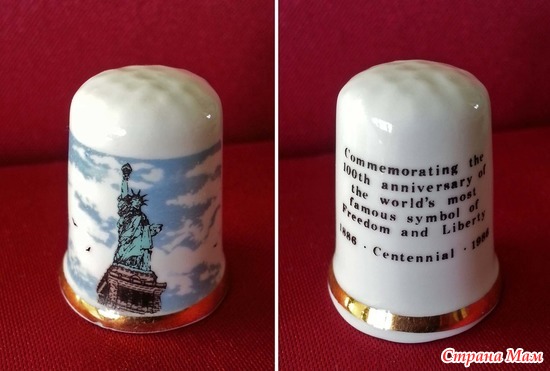 Commemorating the
100th anniversary of
the world's most
famous symbol of
Freedom and Liberty
1886 · Centennial · 1986
Страна Мам